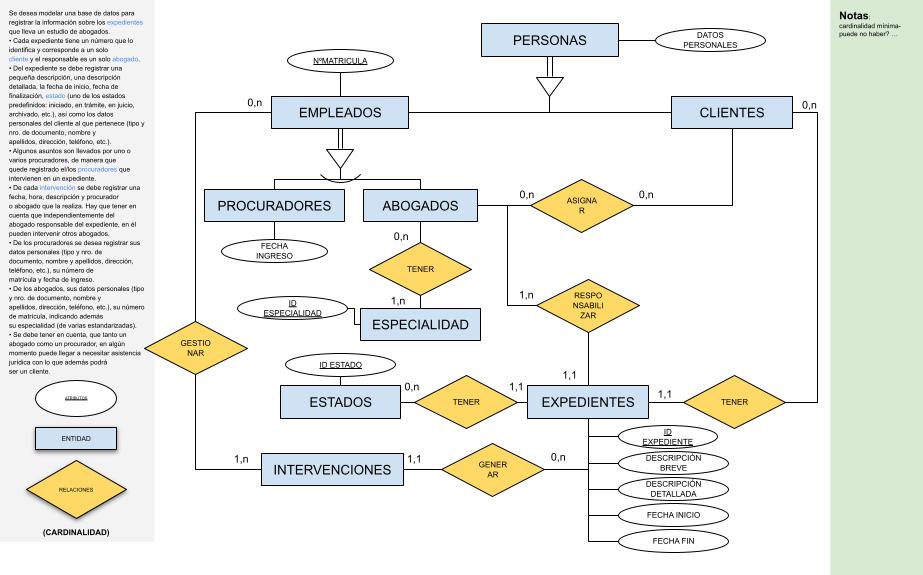 Se desea modelar una base de datos para
registrar la información sobre los expedientes
que lleva un estudio de abogados.
• Cada expediente tiene un número que lo
identifica y corresponde a un solo
cliente y el responsable es un solo abogado.
• Del expediente se debe registrar una
pequeña descripción, una descripción
detallada, la fecha de inicio, fecha de
finalización, estado (uno de los estados
predefinidos: iniciado, en trámite, en juicio,
archivado, etc.), así como los datos
personales del cliente al que pertenece (tipo y
nro. de documento, nombre y
apellidos, dirección, teléfono, etc.).
• Algunos asuntos son llevados por uno o
varios procuradores, de manera que
quede registrado el/los procuradores que
intervienen en un expediente.
• De cada intervención se debe registrar una
fecha, hora, descripción y procurador
o abogado que la realiza. Hay que tener en
cuenta que independientemente del
abogado responsable del expediente, en él
pueden intervenir otros abogados.
• De los procuradores se desea registrar sus
datos personales (tipo y nro. de
documento, nombre y apellidos, dirección,
teléfono, etc.), su número de
matrícula y fecha de ingreso.
• De los abogados, sus datos personales (tipo
y nro. de documento, nombre y
apellidos, dirección, teléfono, etc.), su número
de matrícula, indicando además
su especialidad (de varias estandarizadas).
• Se debe tener en cuenta, que tanto un
abogado como un procurador, en algún
momento puede llegar a necesitar asistencia
jurídica con lo que además podrá
ser un cliente.
ATRIBUTOS
ENTIDAD
RELACIONES
(CARDINALIDAD)
PERSONAS
DATOS
PERSONALES
NºMATRICULA
0,n
EMPLEADOS
CLIENTES
0,n
PROCURADORES
ABOGADOS
0,n
ASIGNA
R
0,n
FECHA
INGRESO
0,n
TENER
1,n
ID
ESPECIALIDAD
ESPECIALIDAD
1,n
RESPO
NSABILI
ZAR
GESTIO
NAR
ID ESTADO
1,1
ESTADOS
0,n
TENER
1,1
EXPEDIENTES
1,1
TENER
ID
EXPEDIENTE
DESCRIPCIÓN
BREVE
DESCRIPCIÓN
DETALLADA
FECHA INICIO
FECHA FIN
1,n
INTERVENCIONES
1,1
GENER
AR
0,n
Notas:
cardinalidad mínima-
puede no haber? ...